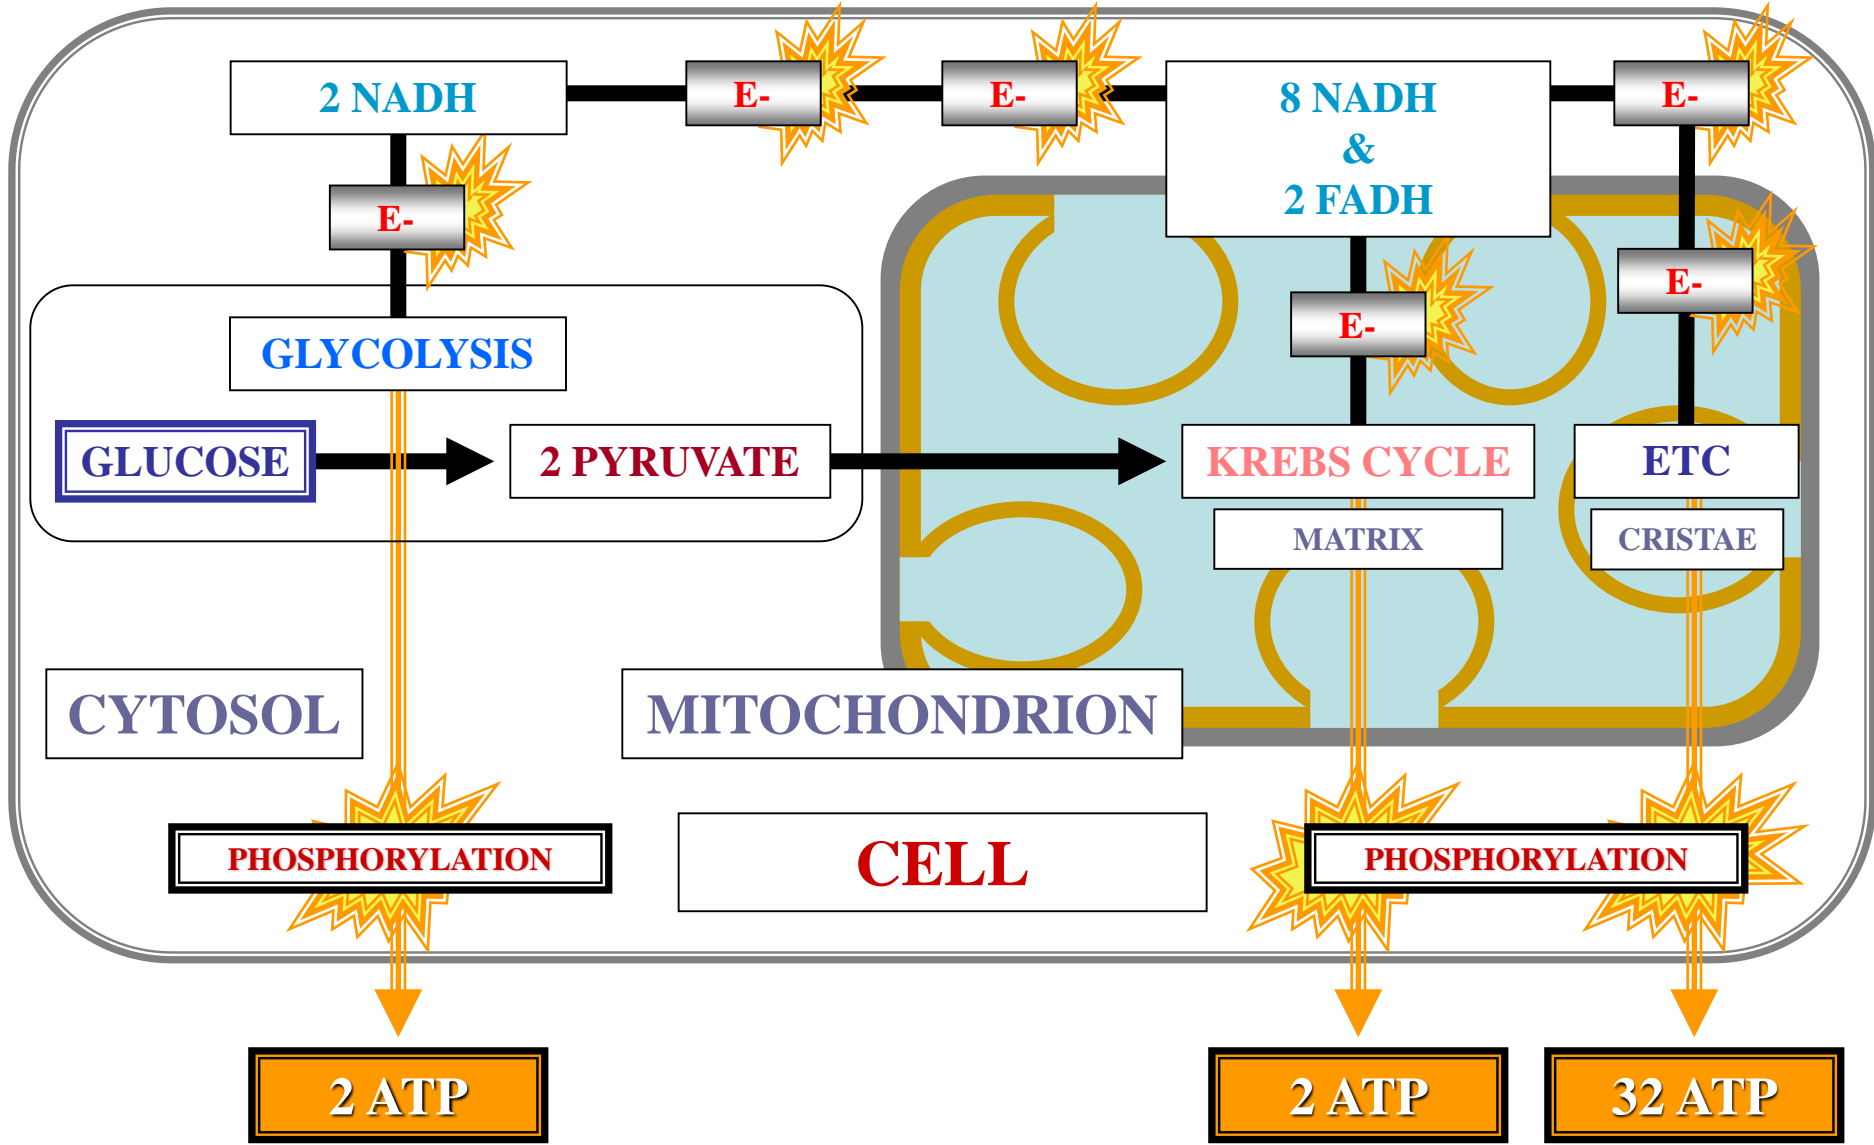 2 NADH
E-
E-
8 NADH
&
2 FADH
E-
E-
E-
E-
GLYCOLYSIS
GLUCOSE
2 PYRUVATE
KREBS CYCLE
ETC
MATRIX
CRISTAE
CYTOSOL
MITOCHONDRION
PHOSPHORYLATION
CELL
PHOSPHORYLATION
2 ATP
2 ATP
32 ATP